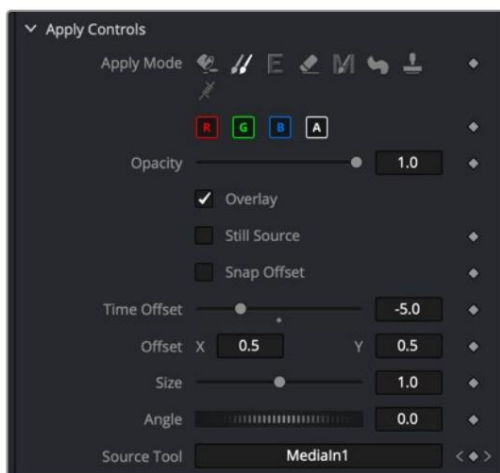 Apply Controls
Apply Mode E M
R G B A
Opacity 1.0
Overlay
Still Source
Snap Offset
Time Offset -5.0
Offset X 0.5 Y 0.5
Size 1.0
Angle 0.0
Source Tool MediaIn1